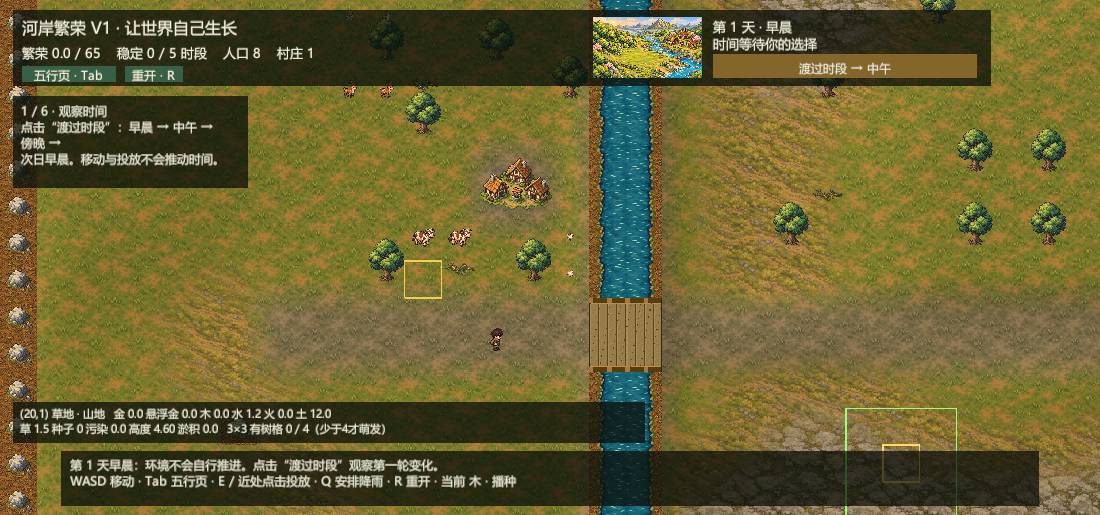 河岸繁荣 V1 · 让世界自己生长
繁荣 0.0 / 65 稳定 0 / 5 时段 人口 8 村庄 1
五行页 · Tab 重开 · R
第 1 天 · 早晨
时间等待你的选择
渡过时段 → 中午
1 / 6 · 观察时间
点击“渡过时段”：早晨 → 中午 →
傍晚 →
次日早晨。移动与投放不会推动时间。
(20,1) 草地 · 山地 金 0.0 悬浮金 0.0 木 0.0 水 1.2 火 0.0 土 12.0
草 1.5 种子 0 污染 0.0 高度 4.60 淤积 0.0 3×3 有树格 0 / 4（少于4才萌发）
第 1 天早晨：环境不会自行推进。点击“渡过时段”观察第一轮变化。
WASD 移动 · Tab 五行页 · E / 近处点击投放 · Q 安排降雨 · R 重开 · 当前 木 · 播种